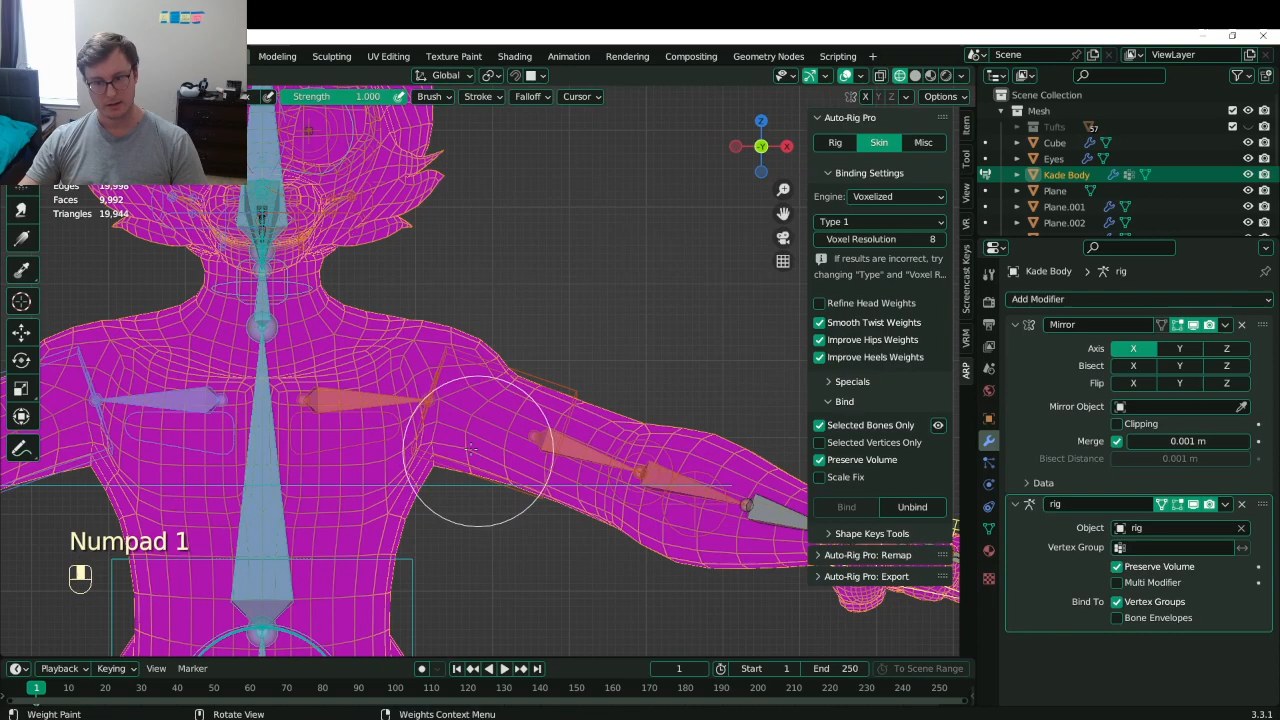 Modeling Sculpting UV Editing Texture Paint Shading Animation Rendering Compositing Geometry Nodes Scripting +
Scene ViewLayer
Global
Strength 1.000 Brush Stroke Falloff Cursor X Y Z Options
Scene Collection
Mesh
Tufts 57
Cube
Eyes
Kade Body
Plane
Plane.001
Plane.002
Edges 19,998
Faces 9,992
Triangles 19,944
Z
-Y
X
Auto-Rig Pro
Rig Skin Misc
Binding Settings
Engine: Voxelized
Type 1
Voxel Resolution 8
If results are incorrect, try
changing "Type" and "Voxel R...
Refine Head Weights
Smooth Twist Weights
Improve Hips Weights
Improve Heels Weights
Specials
Bind
Selected Bones Only
Selected Vertices Only
Preserve Volume
Scale Fix
Bind Unbind
Shape Keys Tools
Auto-Rig Pro: Remap
Auto-Rig Pro: Export
Item
Tool
View
VR
Screencast Keys
VRM
ARP
Kade Body rig
Add Modifier
Mirror
Axis X Y Z
Bisect X Y Z
Flip X Y Z
Mirror Object
Clipping
Merge 0.001 m
Bisect Distance 0.001 m
Data
rig
Object rig
Vertex Group
Preserve Volume
Multi Modifier
Bind To Vertex Groups
Bone Envelopes
Numpad 1
Playback Keying View Marker 1 Start 1 End 250 To Scene Range
1 10 20 30 40 50 60 70 80 90 100 110 120 130 140 150 160 170 180 190 200 210 220 230 240 250
Weight Paint Rotate View Weights Context Menu 3.3.1